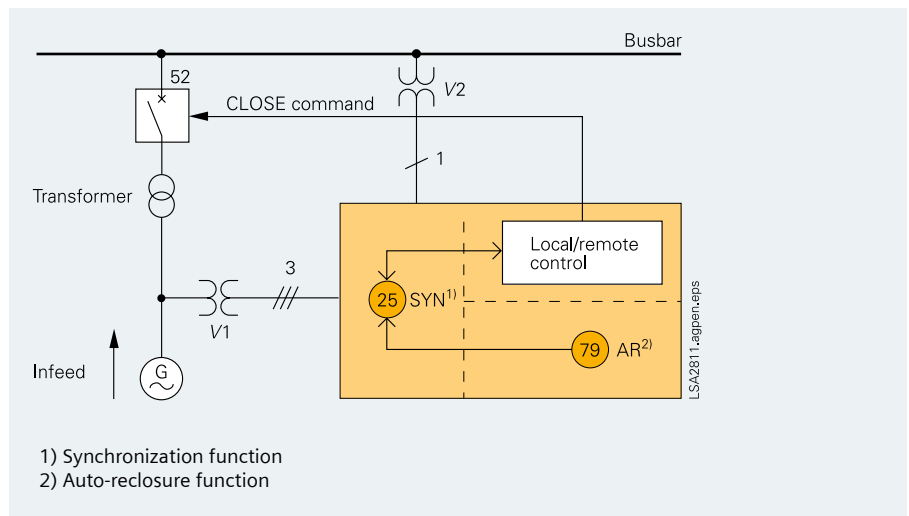 Busbar
52
V2
CLOSE command
1
Transformer
Local/remote
control
3
25 SYN1)
V1
79 AR2)
Infeed
G
LSA2811.agpen.eps
1) Synchronization function
2) Auto-reclosure function